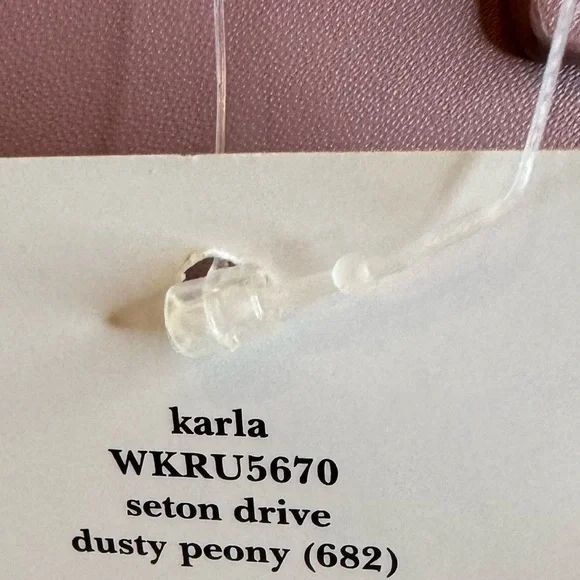 karla
WKRU5670
seton drive
dusty peony (682)